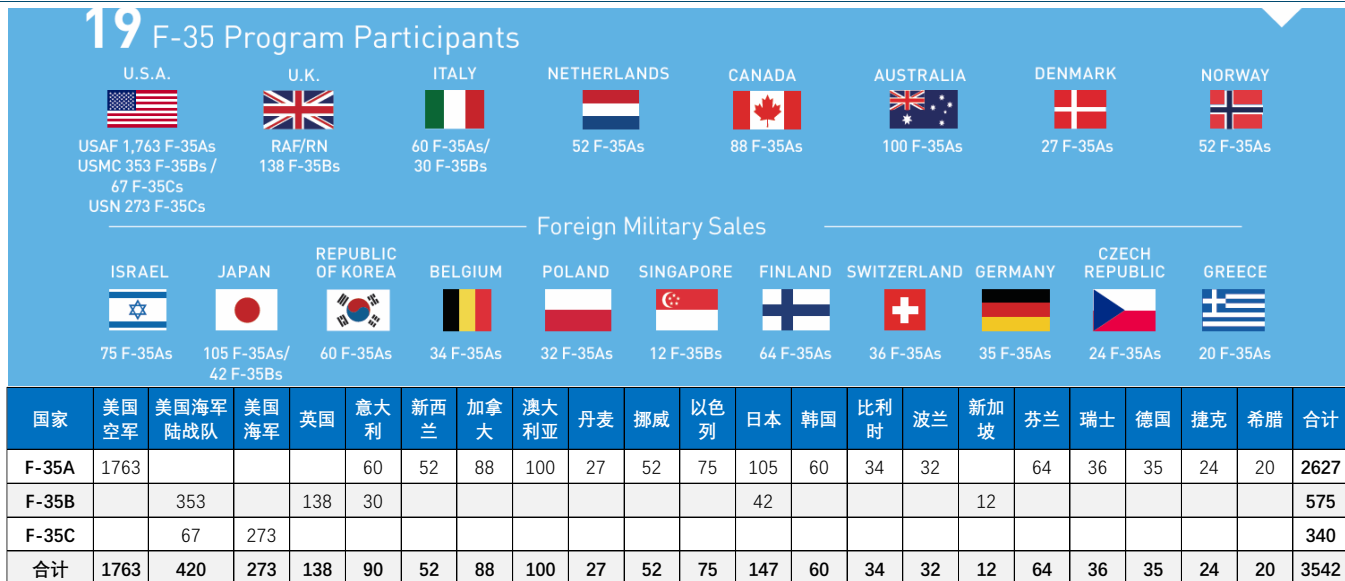 19 F-35 Program Participants
U.S.A. U.K. ITALY NETHERLANDS CANADA AUSTRALIA DENMARK NORWAY
USAF 1,763 F-35As RAF/RN 60 F-35As/ 52 F-35As 88 F-35As 100 F-35As 27 F-35As 52 F-35As
USMC 353 F-35Bs / 138 F-35Bs 30 F-35Bs
67 F-35Cs
USN 273 F-35Cs
Foreign Military Sales
REPUBLIC CZECH
ISRAEL JAPAN OF KOREA BELGIUM POLAND SINGAPORE FINLAND SWITZERLAND GERMANY REPUBLIC GREECE
75 F-35As 105 F-35As/ 60 F-35As 34 F-35As 32 F-35As 12 F-35Bs 64 F-35As 36 F-35As 35 F-35As 24 F-35As 20 F-35As
42 F-35Bs
国家 美国空军 美国海军陆战队 美国海军 英国 意大利 新西兰 加拿大 澳大利亚 丹麦 挪威 以色列 日本 韩国 比利时 波兰 新加坡 芬兰 瑞士 德国 捷克 希腊 合计
F-35A 1763 60 52 88 100 27 52 75 105 60 34 32 64 36 35 24 20 2627
F-35B 353 138 30 42 12 575
F-35C 67 273 340
合计 1763 420 273 138 90 52 88 100 27 52 75 147 60 34 32 12 64 36 35 24 20 3542